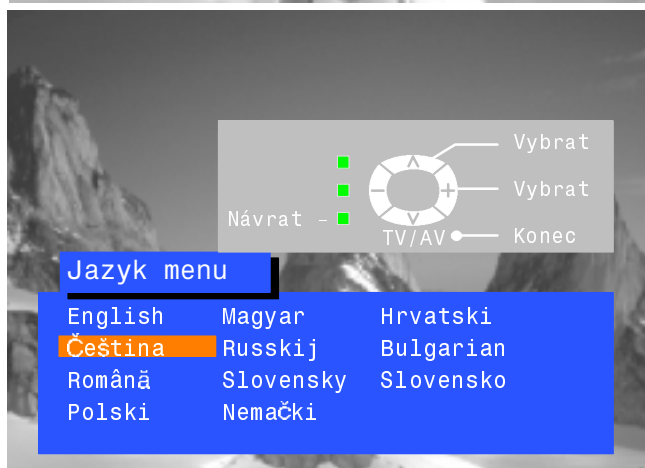 Vybrat
Vybrat
Návrat –
TV/AV Konec
Jazyk menu
English Magyar Hrvatski
Čeština Russkij Bulgarian
Română Slovensky Slovensko
Polski Nemački